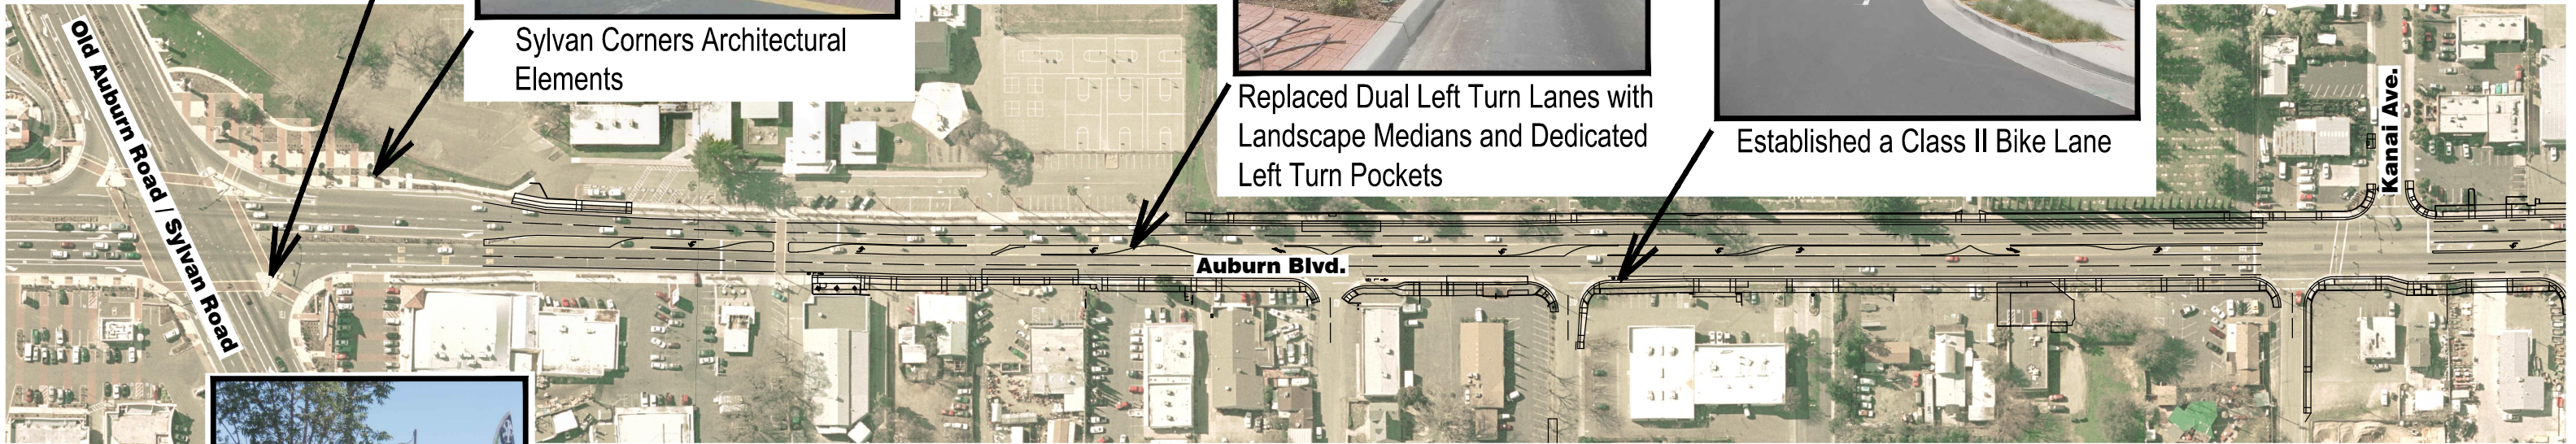 Old Auburn Road / Sylvan Road
Sylvan Corners Architectural
Elements
Replaced Dual Left Turn Lanes with
Landscape Medians and Dedicated
Left Turn Pockets
Established a Class II Bike Lane
Kanai Ave.
Auburn Blvd.